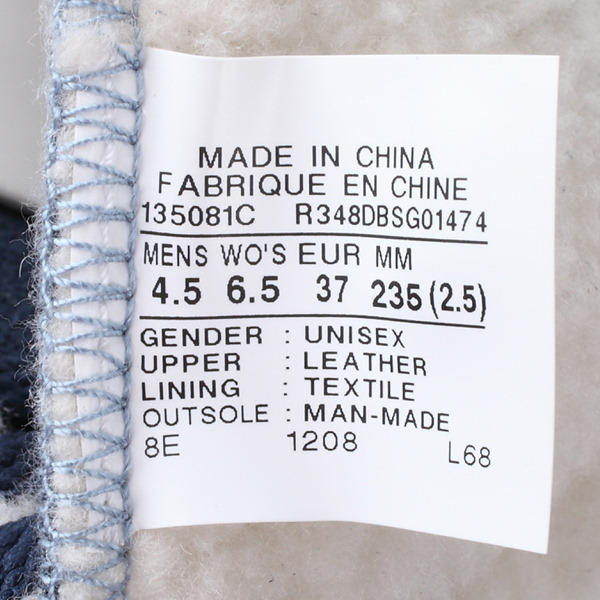 MADE IN CHINA
FABRIQUE EN CHINE
135081C R348DBSG01474
MENS WO'S EUR MM
4.5 6.5 37 235 (2.5)
GENDER : UNISEX
UPPER : LEATHER
LINING : TEXTILE
OUTSOLE : MAN-MADE
8E 1208 L68